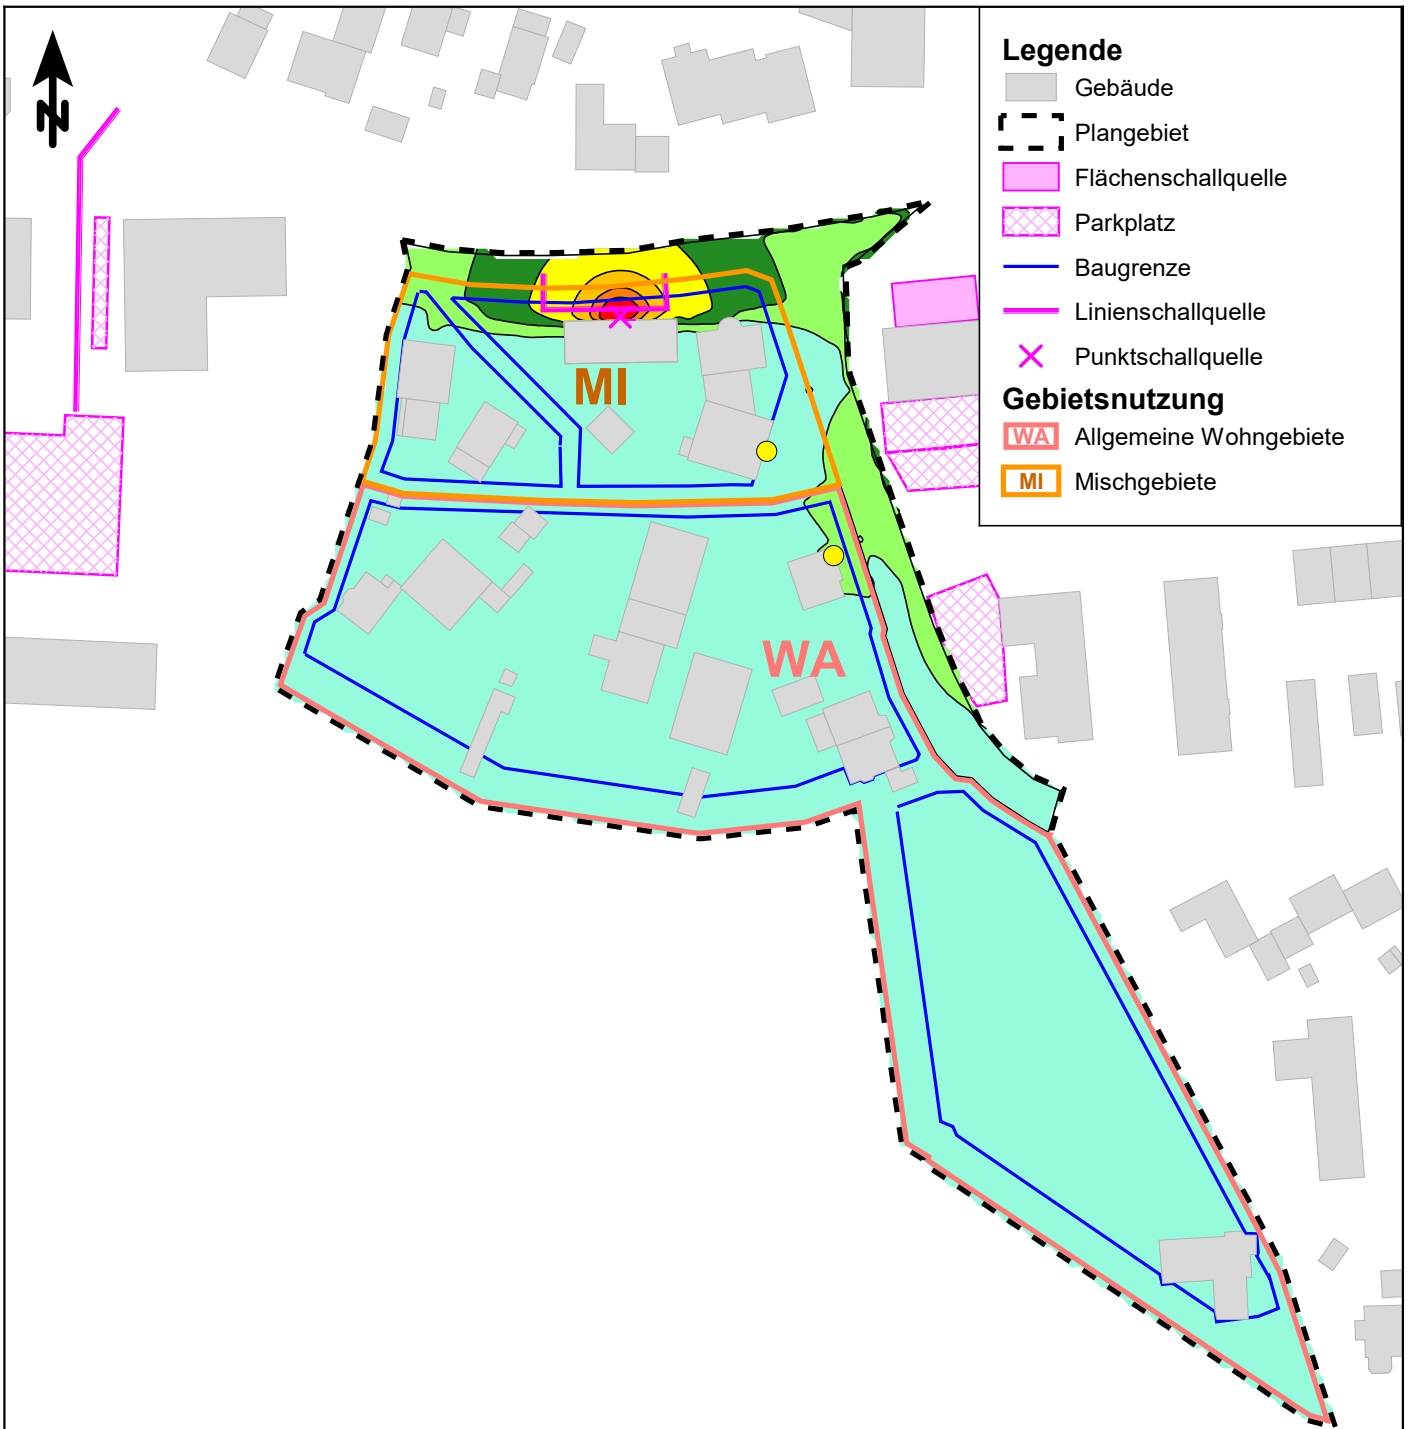 N
Legende
Gebäude
Plangebiet
Flächenschallquelle
Parkplatz
Baugrenze
Linienschallquelle
Punktschallquelle
Gebietsnutzung
WA Allgemeine Wohngebiete
MI Mischgebiete
MI
WA